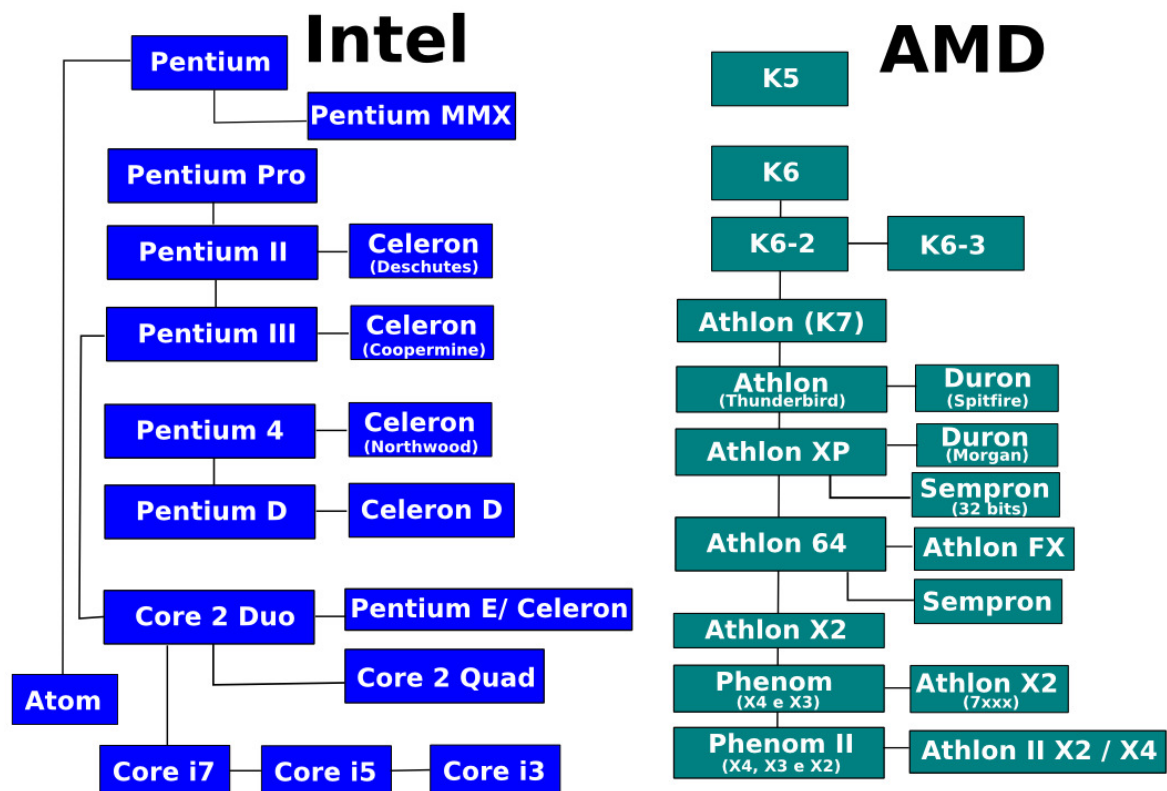 Intel
Pentium
Pentium MMX
Pentium Pro
Pentium II
Celeron
(Deschutes)
Pentium III
Celeron
(Coopermine)
Pentium 4
Celeron
(Northwood)
Pentium D
Celeron D
Core 2 Duo
Pentium E/ Celeron
Core 2 Quad
Atom
Core i7
Core i5
Core i3
AMD
K5
K6
K6-2
K6-3
Athlon (K7)
Athlon
(Thunderbird)
Duron
(Spitfire)
Athlon XP
Duron
(Morgan)
Sempron
(32 bits)
Athlon 64
Athlon FX
Sempron
Athlon X2
Phenom
(X4 e X3)
Athlon X2
(7xxx)
Phenom II
(X4, X3 e X2)
Athlon II X2 / X4